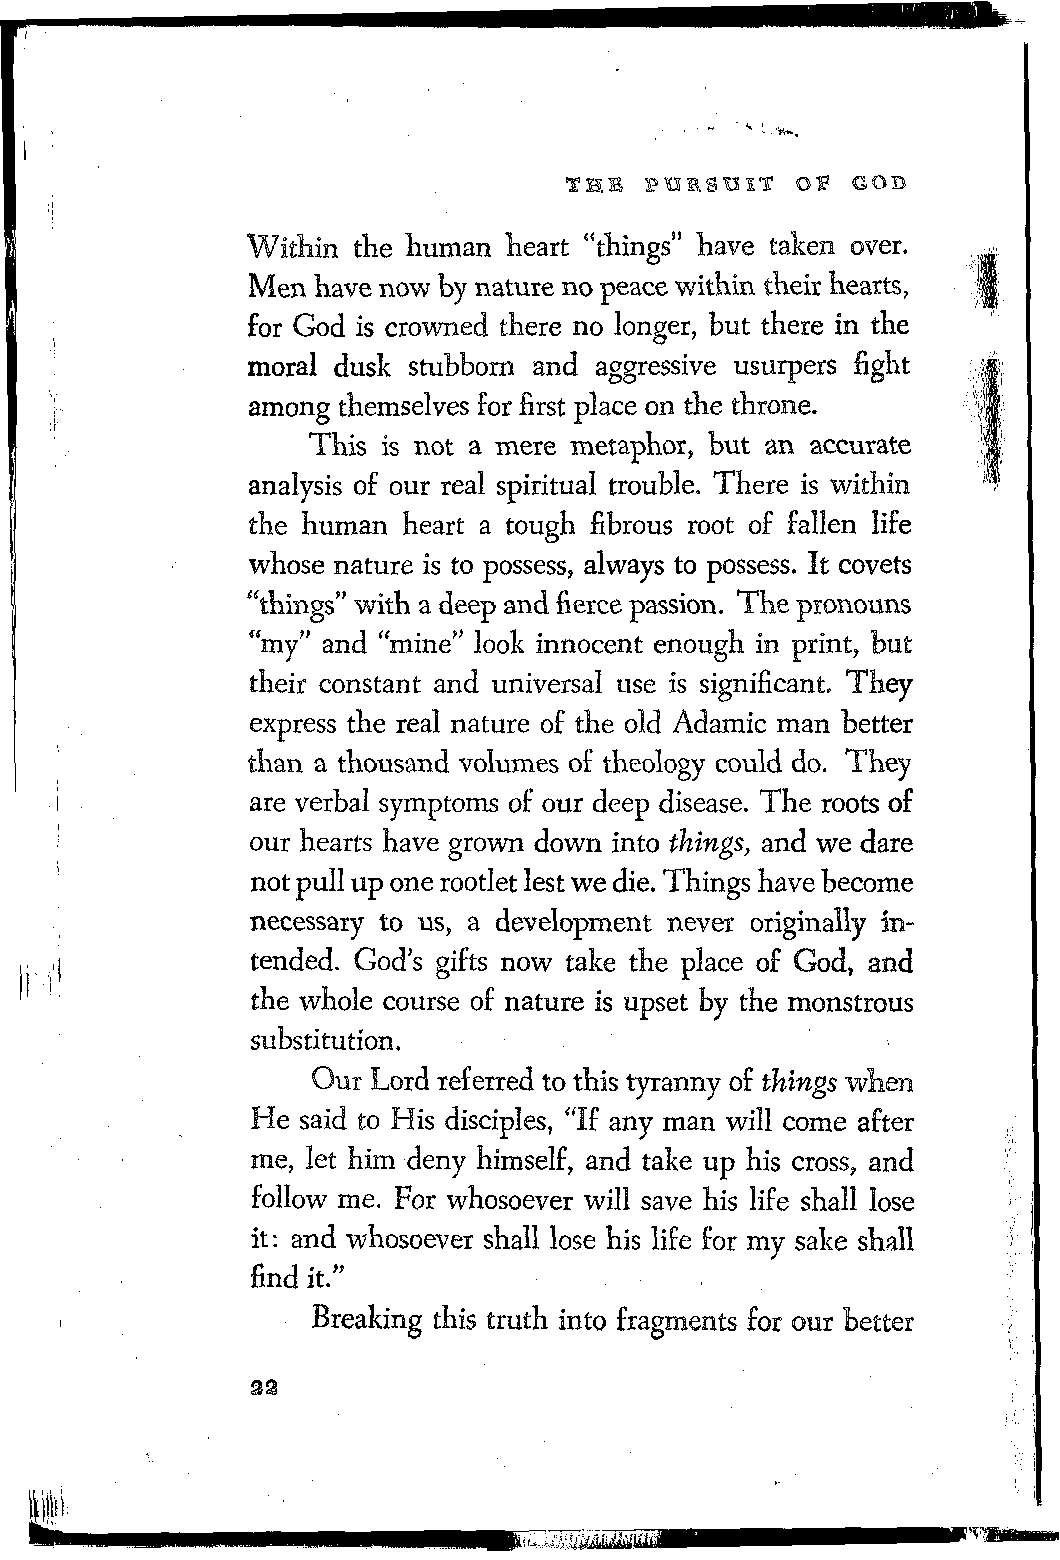 THE PURSUIT OF GOD
Within the human heart “things” have taken over.
Men have now by nature no peace within their hearts,
for God is crowned there no longer, but there in the
moral dusk stubborn and aggressive usurpers fight
among themselves for first place on the throne.
This is not a mere metaphor, but an accurate
analysis of our real spiritual trouble. There is within
the human heart a tough fibrous root of fallen life
whose nature is to possess, always to possess. It covets
“things” with a deep and fierce passion. The pronouns
“my” and “mine” look innocent enough in print, but
their constant and universal use is significant. They
express the real nature of the old Adamic man better
than a thousand volumes of theology could do. They
are verbal symptoms of our deep disease. The roots of
our hearts have grown down into things, and we dare
not pull up one rootlet lest we die. Things have become
necessary to us, a development never originally in-
tended. God’s gifts now take the place of God, and
the whole course of nature is upset by the monstrous
substitution.
Our Lord referred to this tyranny of things when
He said to His disciples, “If any man will come after
me, let him deny himself, and take up his cross, and
follow me. For whosoever will save his life shall lose
it: and whosoever shall lose his life for my sake shall
find it.”
Breaking this truth into fragments for our better
22